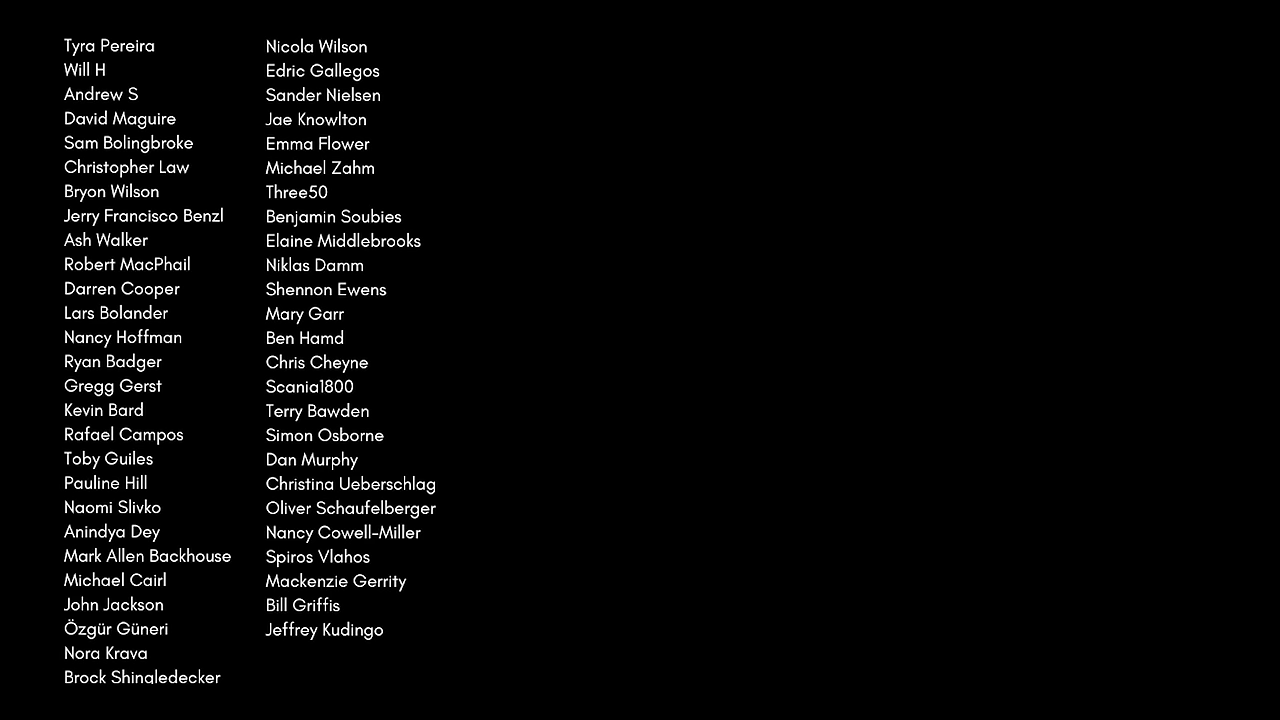 Tyra Pereira
Will H
Andrew S
David Maguire
Sam Bolingbroke
Christopher Law
Bryon Wilson
Jerry Francisco Benzl
Ash Walker
Robert MacPhail
Darren Cooper
Lars Bolander
Nancy Hoffman
Ryan Badger
Gregg Gerst
Kevin Bard
Rafael Campos
Toby Guiles
Pauline Hill
Naomi Slivko
Anindya Dey
Mark Allen Backhouse
Michael Cairl
John Jackson
Özgür Güneri
Nora Krava
Brock Shingledecker
Nicola Wilson
Edric Gallegos
Sander Nielsen
Jae Knowlton
Emma Flower
Michael Zahm
Three50
Benjamin Soubies
Elaine Middlebrooks
Niklas Damm
Shennon Ewens
Mary Garr
Ben Hamd
Chris Cheyne
Scania1800
Terry Bawden
Simon Osborne
Dan Murphy
Christina Ueberschlag
Oliver Schaufelberger
Nancy Cowell-Miller
Spiros Vlahos
Mackenzie Gerrity
Bill Griffis
Jeffrey Kudingo